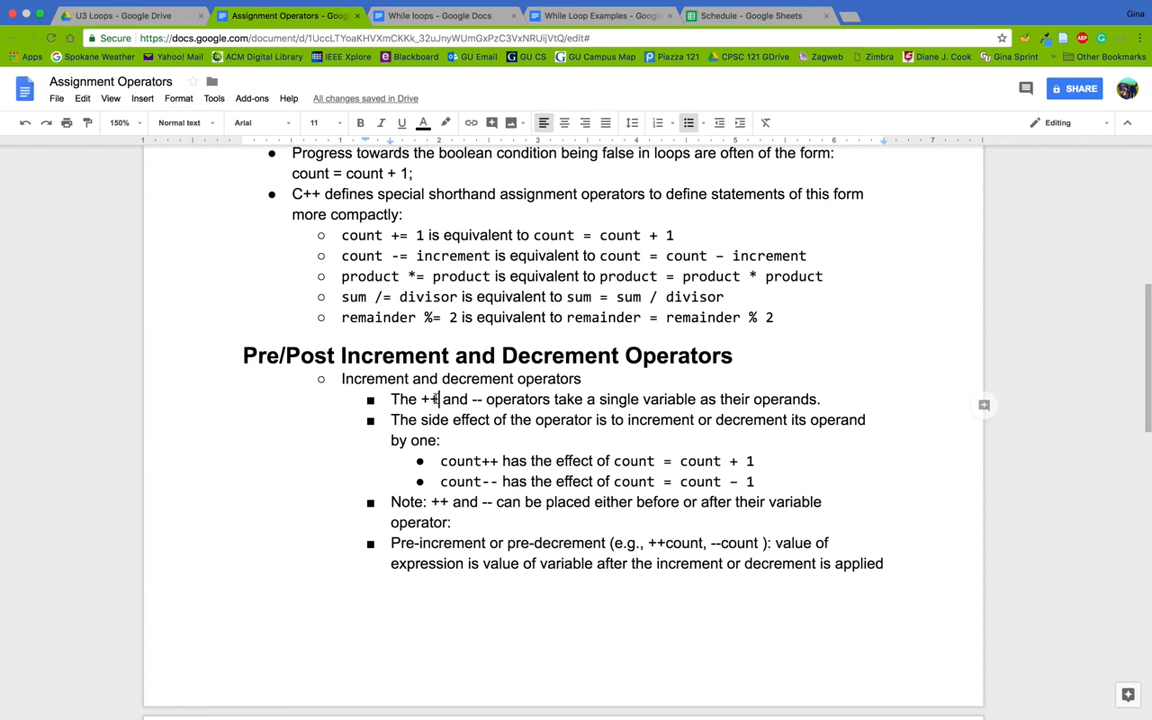 U3 Loops - Google Drive
Assignment Operators - Goog
While loops - Google Docs
While Loop Examples - Google
Schedule - Google Sheets
Gina
Secure
https://docs.google.com/document/d/1UccLTYoaKHVXmCKKk_32uJnyWUmGxPzC3VxNRUijVtQ/edit#
Apps
Spokane Weather
Yahoo! Mail
ACM Digital Library
IEEE Xplore
Blackboard
GU Email
GU CS
GU Campus Map
Piazza 121
CPSC 121 GDrive
Zagweb
Zimbra
Diane J. Cook
Gina Sprint
Other Bookmarks
Assignment Operators
File Edit View Insert Format Tools Add-ons Help All changes saved in Drive
SHARE
150% Normal text Arial 11 Editing
1 1 2 3 4 5 6 7
Progress towards the boolean condition being false in loops are often of the form:
count = count + 1;
C++ defines special shorthand assignment operators to define statements of this form
more compactly:
count += 1 is equivalent to count = count + 1
count -= increment is equivalent to count = count – increment
product *= product is equivalent to product = product * product
sum /= divisor is equivalent to sum = sum / divisor
remainder %= 2 is equivalent to remainder = remainder % 2
Pre/Post Increment and Decrement Operators
Increment and decrement operators
The ++ and -- operators take a single variable as their operands.
The side effect of the operator is to increment or decrement its operand
by one:
count++ has the effect of count = count + 1
count-- has the effect of count = count – 1
Note: ++ and -- can be placed either before or after their variable
operator:
Pre-increment or pre-decrement (e.g., ++count, --count ): value of
expression is value of variable after the increment or decrement is applied